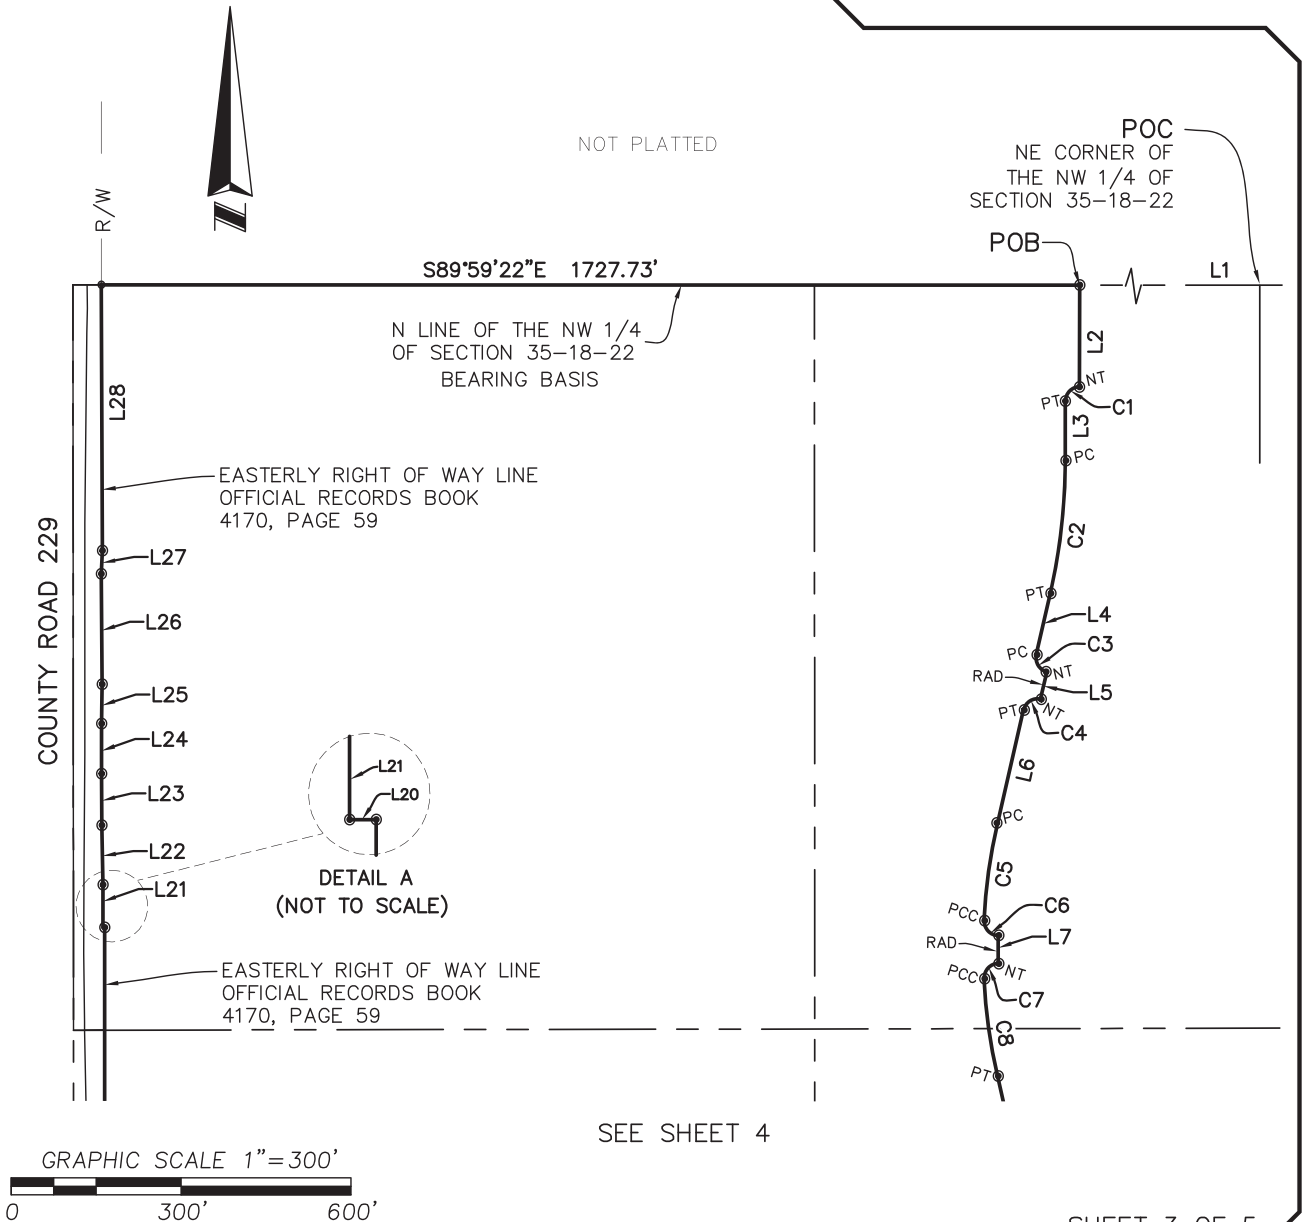 NOT PLATTED
POC
NE CORNER OF
THE NW 1/4 OF
SECTION 35-18-22
R/W
N
POB
S89°59'22"E 1727.73'
L1
N LINE OF THE NW 1/4
OF SECTION 35-18-22
BEARING BASIS
L2
NT
PT
C1
L3
PC
L28
EASTERLY RIGHT OF WAY LINE
OFFICIAL RECORDS BOOK
4170, PAGE 59
COUNTY ROAD 229
C2
L27
PT
L4
L26
PC
C3
NT
RAD
L5
L25
PT
NT
C4
L24
L6
L21
L23
L20
PC
L22
DETAIL A
(NOT TO SCALE)
L21
C5
PCC
C6
RAD
L7
EASTERLY RIGHT OF WAY LINE
OFFICIAL RECORDS BOOK
4170, PAGE 59
PCC
NT
C7
C8
PT
SEE SHEET 4
GRAPHIC SCALE 1"=300'
0 300' 600'
SHEET 3 OF 5